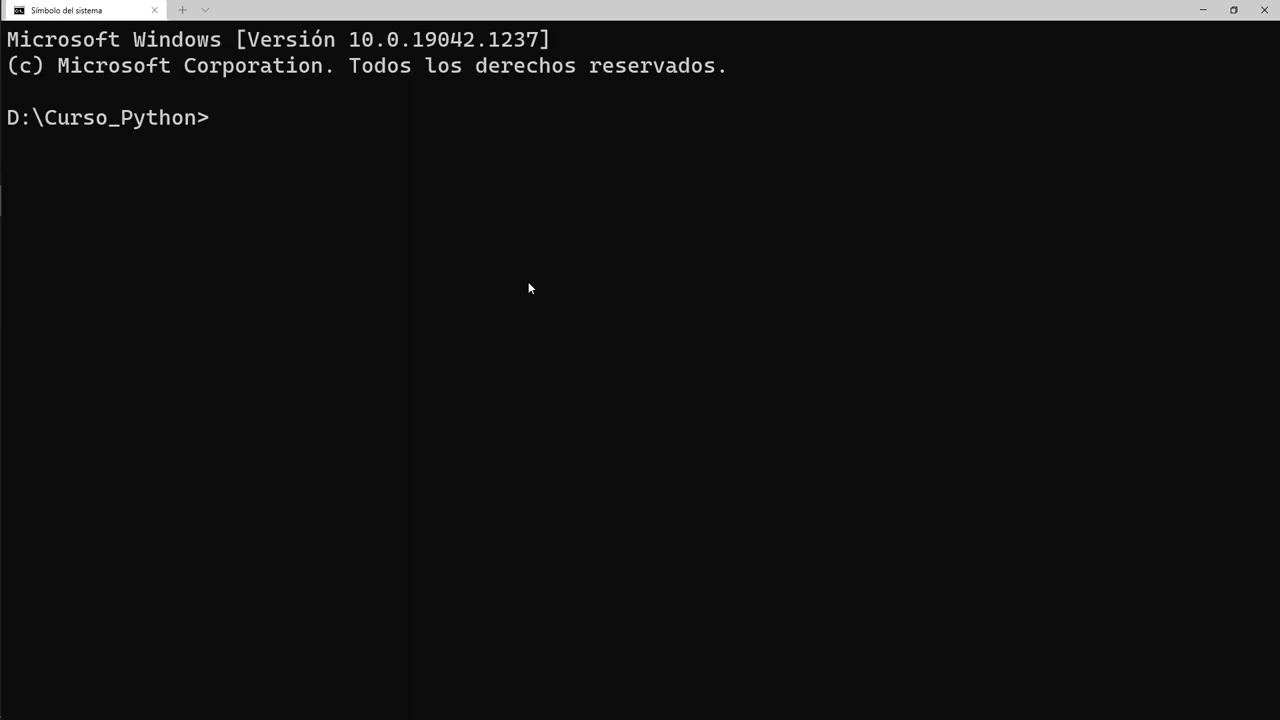 Símbolo del sistema
Microsoft Windows [Versión 10.0.19042.1237]
(c) Microsoft Corporation. Todos los derechos reservados.
D:\Curso_Python>